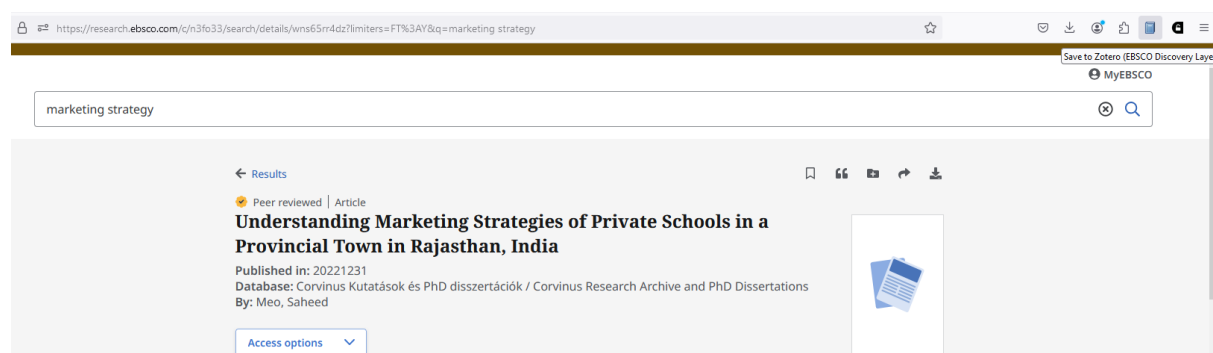 https://research.ebsco.com/c/n3fo33/search/details/wns65rr4dz?limiters=FT%3AY&q=marketing strategy
Save to Zotero (EBSCO Discovery Laye
MyEBSCO
marketing strategy
Results
Peer reviewed | Article
Understanding Marketing Strategies of Private Schools in a
Provincial Town in Rajasthan, India
Published in: 20221231
Database: Corvinus Kutatások és PhD disszertációk / Corvinus Research Archive and PhD Dissertations
By: Meo, Saheed
Access options